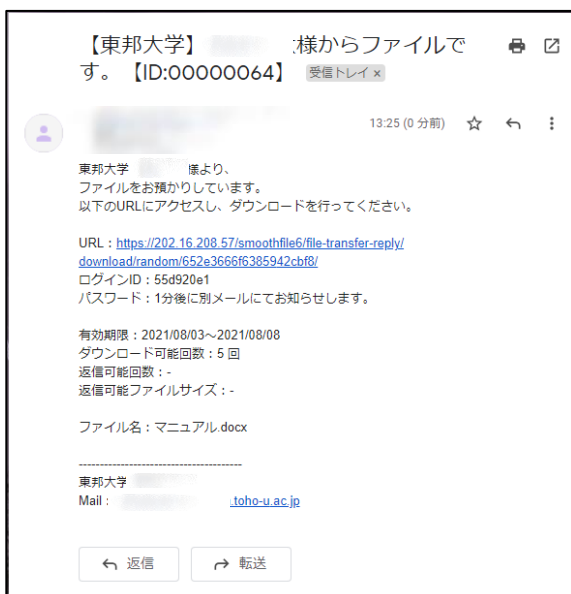 【東邦大学】 様からファイルで
す。【ID:00000064】 受信トレイ ×
13:25 (0 分前)
東邦大学 様より、
ファイルをお預かりしています。
以下のURLにアクセスし、ダウンロードを行ってください。
URL：https://202.16.208.57/smoothfile6/file-transfer-reply/
download/random/652e3666f6385942cbf8/
ログインID：55d920e1
パスワード：1分後に別メールにてお知らせします。
有効期限：2021/08/03～2021/08/08
ダウンロード可能回数：5 回
返信可能回数：-
返信可能ファイルサイズ：-
ファイル名：マニュアル.docx
--------------------------------------
東邦大学
Mail： .toho-u.ac.jp
返信 転送